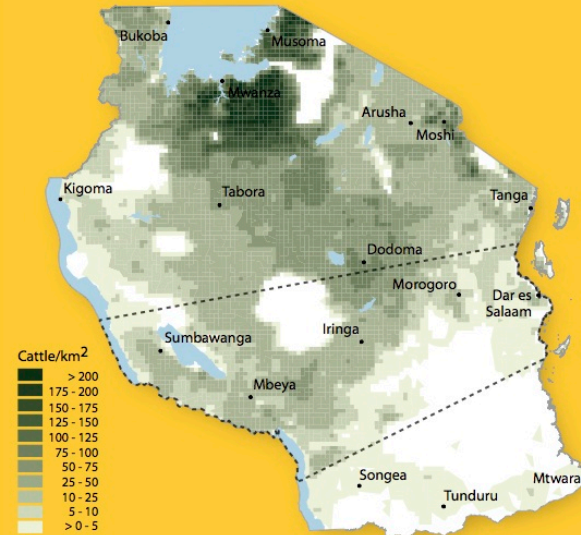 Bukoba
Musoma
Mwanza
Arusha
Moshi
Kigoma
Tabora
Tanga
Dodoma
Morogoro
Dar es
Salaam
Iringa
Sumbawanga
Mbeya
Songea
Tunduru
Mtwara
Cattle/km2
> 200
175 - 200
150 - 175
125 - 150
100 - 125
75 - 100
50 - 75
25 - 50
10 - 25
5 - 10
> 0 - 5